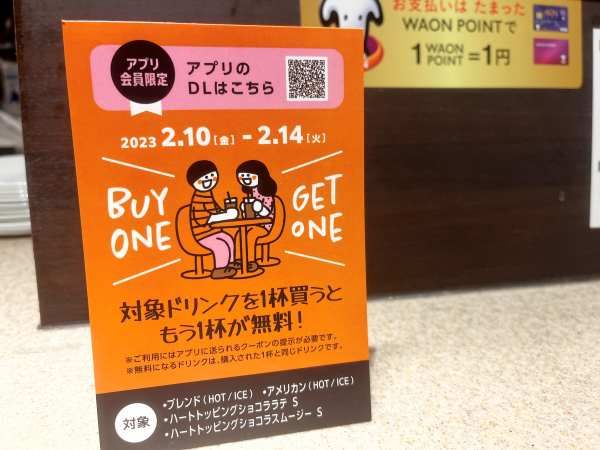 アプリ
会員限定
アプリの
DLはこちら
2023 2.10[金] - 2.14[火]
BUY
ONE
GET
ONE
対象ドリンクを1杯買うと
もう1杯が無料!
※ご利用にはアプリに送られるクーポンの提示が必要です。
※無料になるドリンクは、購入された1杯と同じドリンクです。
対象
•ブレンド(HOT/ICE) •アメリカン(HOT/ICE)
•ハートトッピングショコララテ S
•ハートトッピングショコラスムージー S
お支払いは たまった
WAON POINTで
1 WAON POINT=1円